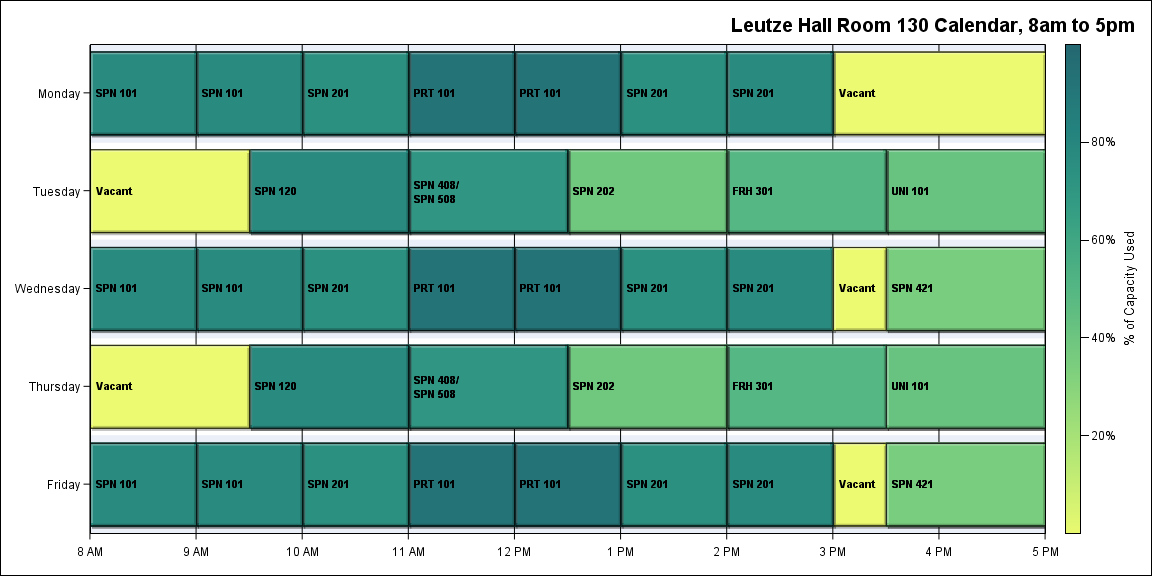 Leutze Hall Room 130 Calendar, 8am to 5pm
Monday
SPN 101
SPN 101
SPN 201
PRT 101
PRT 101
SPN 201
SPN 201
Vacant
Tuesday
Vacant
SPN 120
SPN 408/
SPN 508
SPN 202
FRH 301
UNI 101
Wednesday
SPN 101
SPN 101
SPN 201
PRT 101
PRT 101
SPN 201
SPN 201
Vacant
SPN 421
Thursday
Vacant
SPN 120
SPN 408/
SPN 508
SPN 202
FRH 301
UNI 101
Friday
SPN 101
SPN 101
SPN 201
PRT 101
PRT 101
SPN 201
SPN 201
Vacant
SPN 421
8 AM
9 AM
10 AM
11 AM
12 PM
1 PM
2 PM
3 PM
4 PM
5 PM
80%
60%
40%
20%
% of Capacity Used